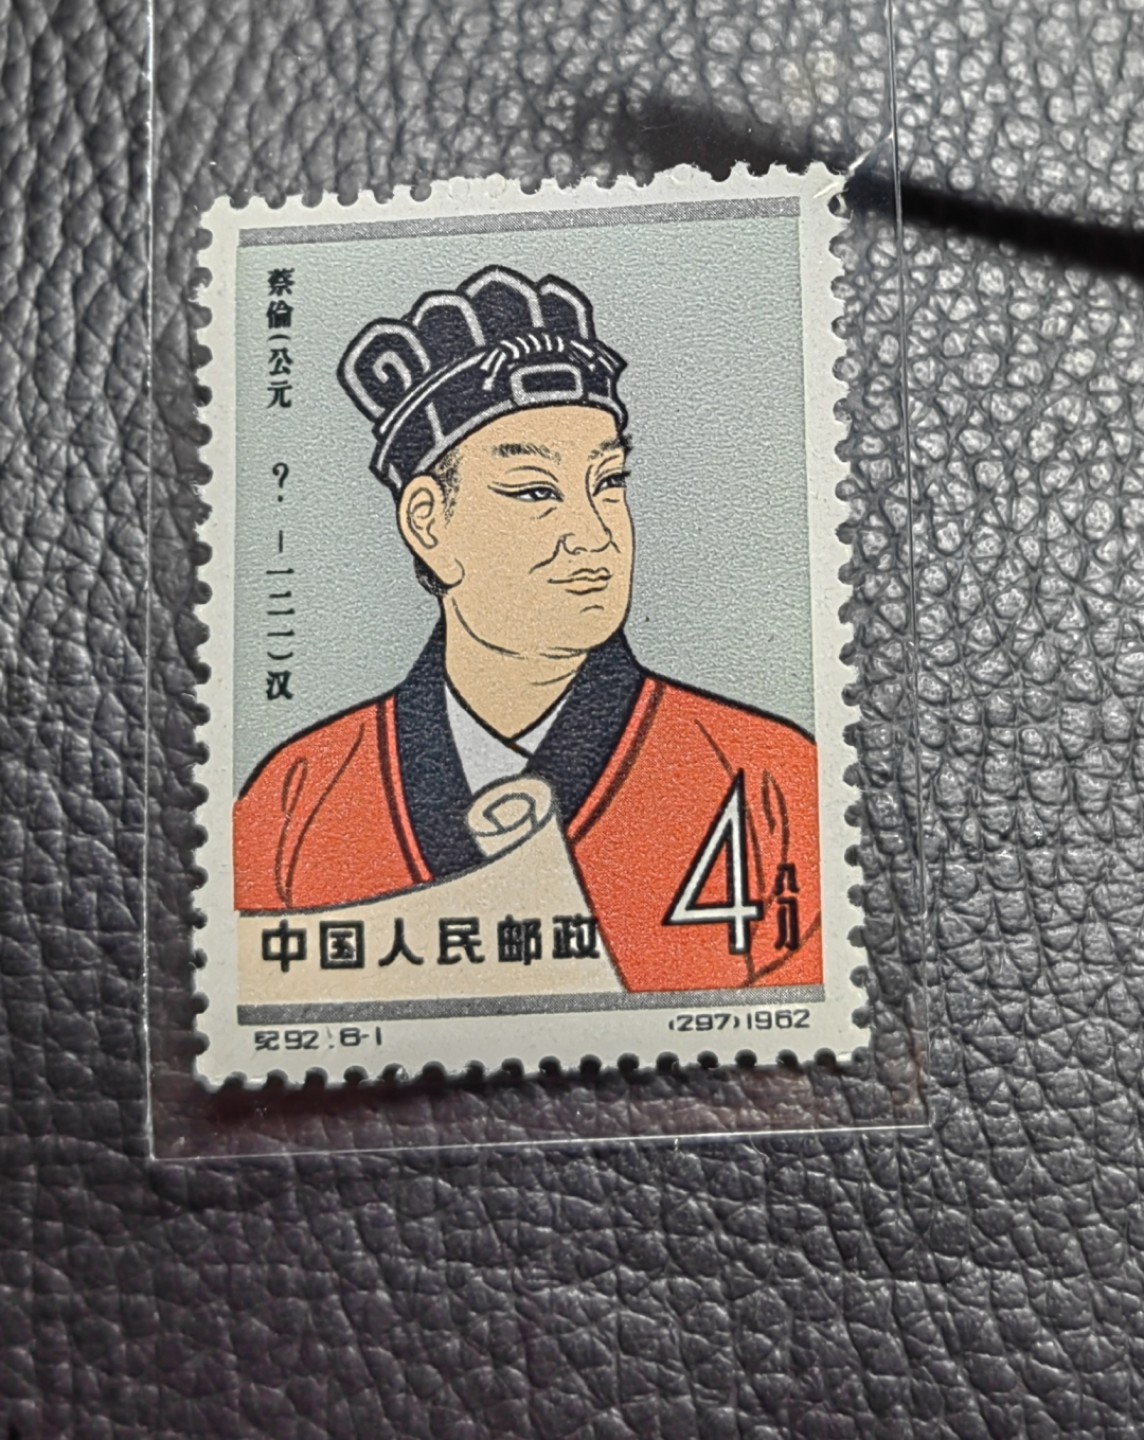 蔡倫(公元 ?—一二一)汉
4分
中国人民邮政
纪92.8-1
(297)1962